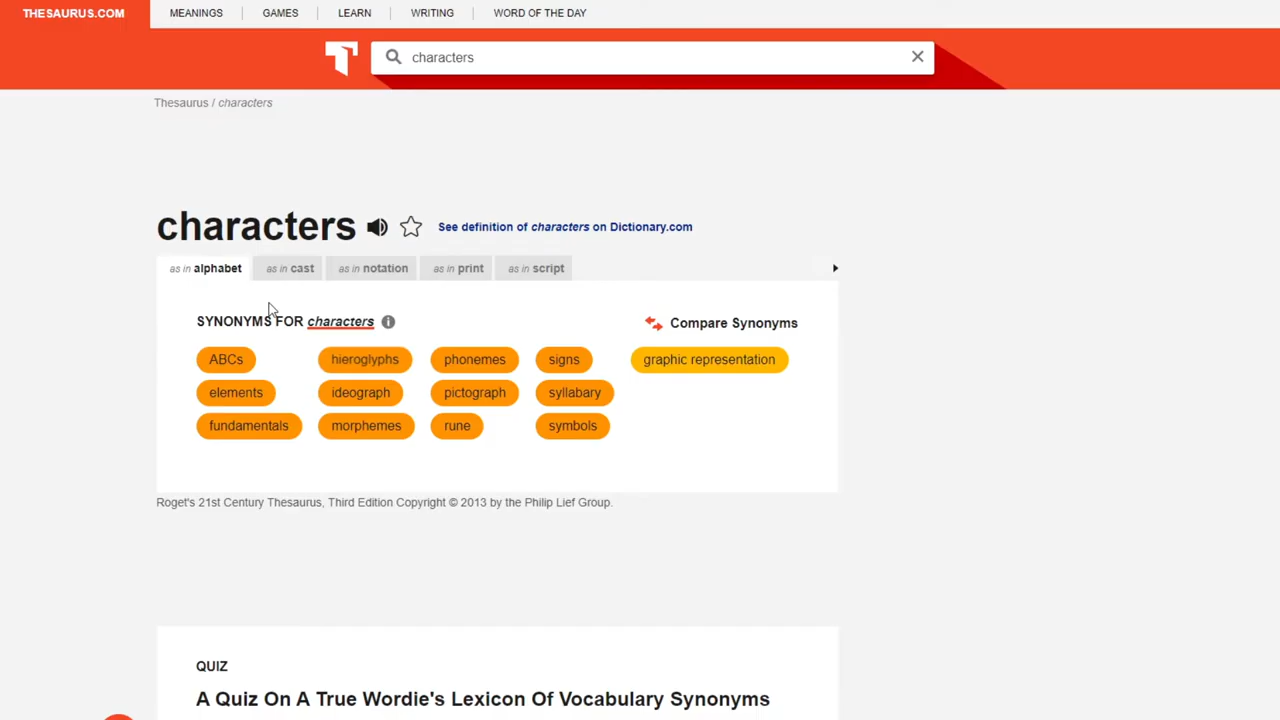 THESAURUS.COM MEANINGS GAMES LEARN WRITING WORD OF THE DAY
characters
Thesaurus / characters
characters See definition of characters on Dictionary.com
as in alphabet as in cast as in notation as in print as in script
SYNONYMS FOR characters Compare Synonyms
ABCs hieroglyphs phonemes signs graphic representation
elements ideograph pictograph syllabary
fundamentals morphemes rune symbols
Roget's 21st Century Thesaurus, Third Edition Copyright © 2013 by the Philip Lief Group.
QUIZ
A Quiz On A True Wordie's Lexicon Of Vocabulary Synonyms